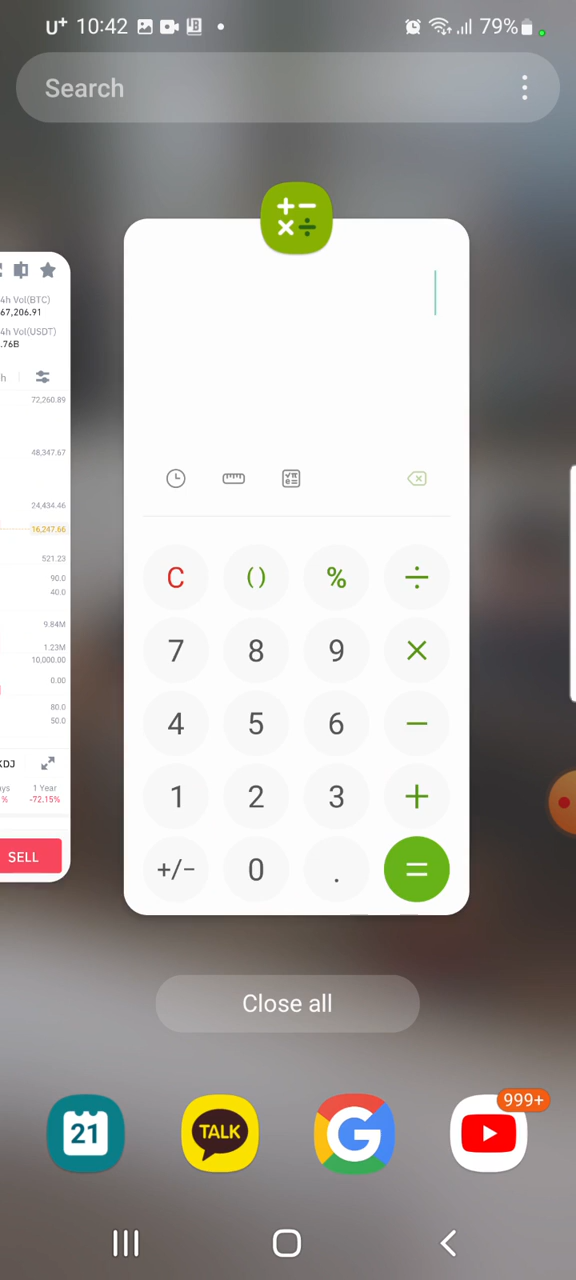 U+ 10:42 79%
Search
4h Vol(BTC)
67,206.91
4h Vol(USDT)
.76B
h
72,260.89
48,347.67
24,434.46
16,247.66
521.23
90.0
40.0
9.84M
1.23M
10,000.00
0.00
80.0
50.0
KDJ
ys 1 Year
% -72.15%
SELL
C () % ÷
7 8 9 ×
4 5 6 −
1 2 3 +
+/− 0 . =
Close all
999+
21 TALK G